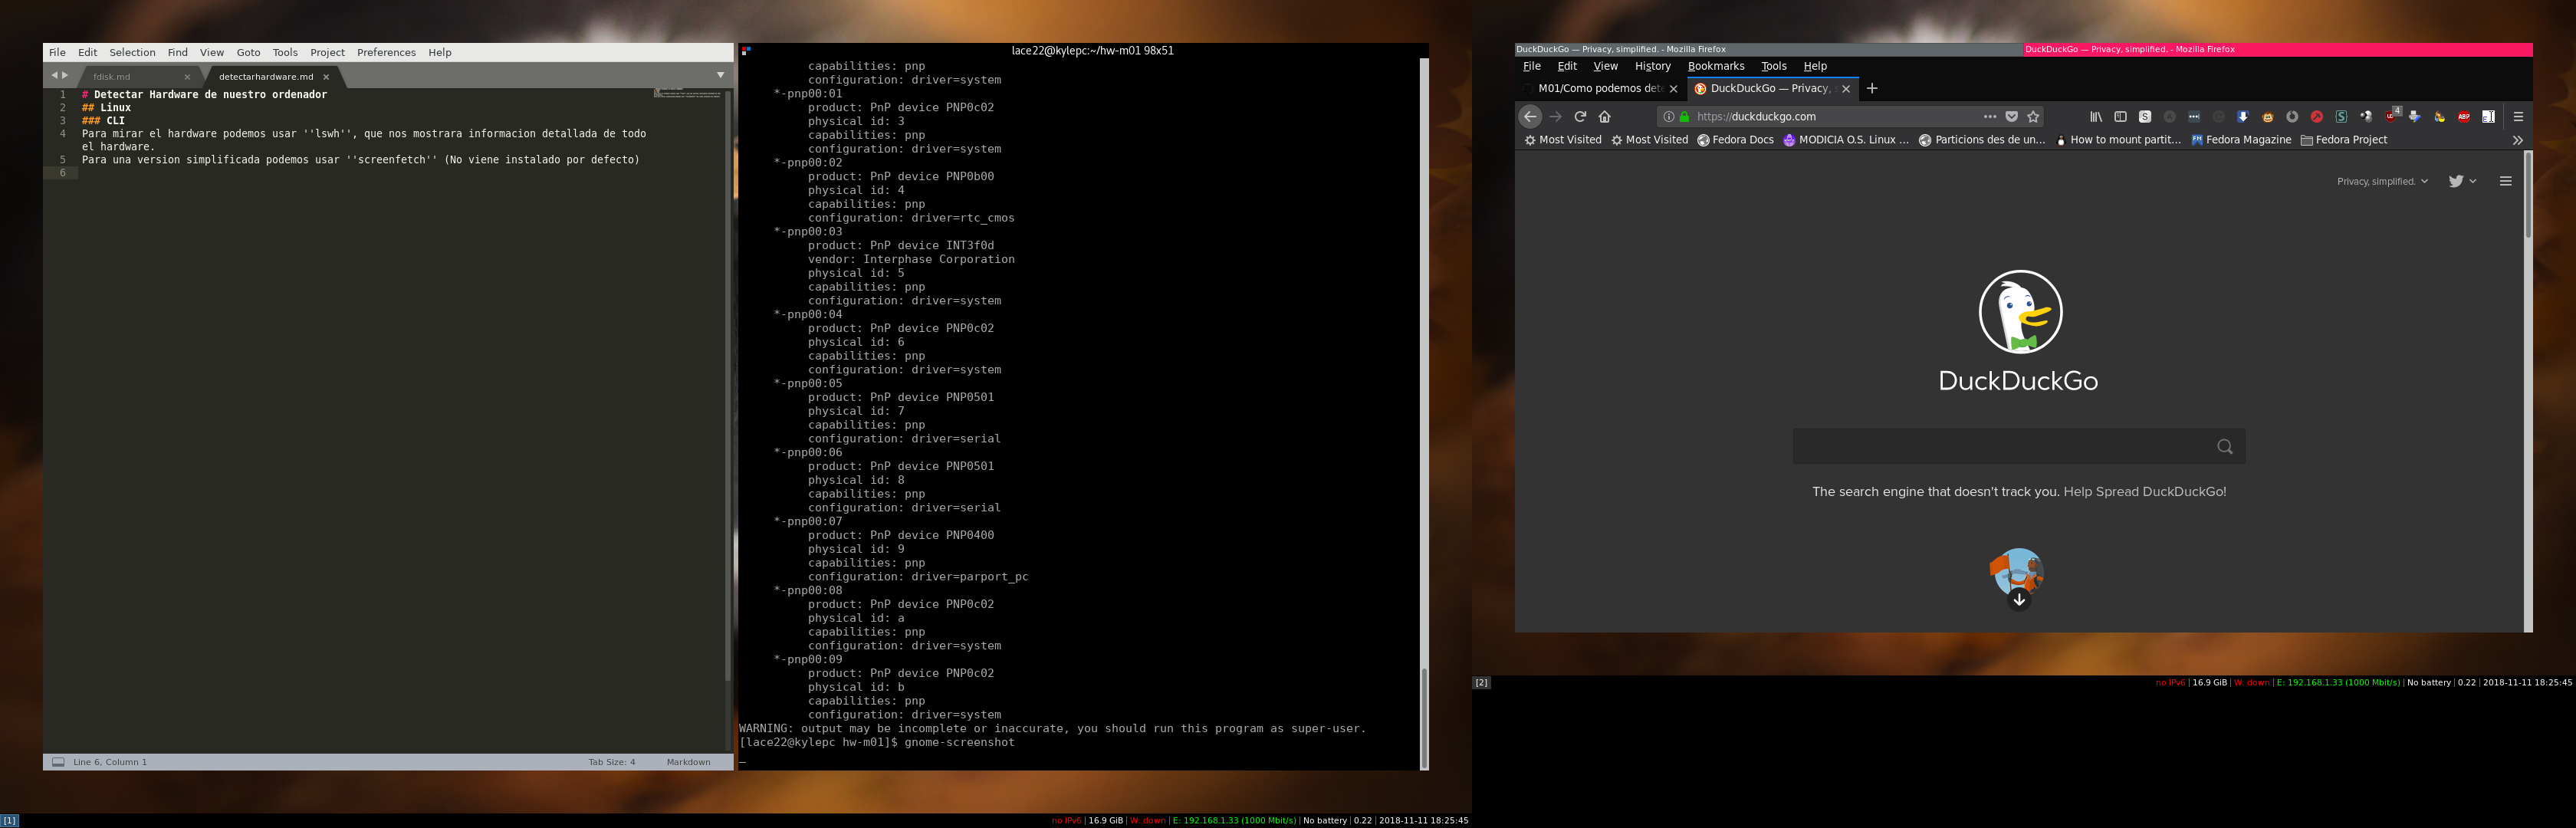 File Edit Selection Find View Goto Tools Project Preferences Help
fdisk.md × detectarhardware.md ×
1 # Detectar Hardware de nuestro ordenador
2 ## Linux
3 ### CLI
4 Para mirar el hardware podemos usar ''lswh'', que nos mostrara informacion detallada de todo
el hardware.
5 Para una version simplificada podemos usar ''screenfetch'' (No viene instalado por defecto)
6
Line 6, Column 1 Tab Size: 4 Markdown
lace22@kylepc:~/hw-m01 98x51
capabilities: pnp
configuration: driver=system
*-pnp00:01
product: PnP device PNP0c02
physical id: 3
capabilities: pnp
configuration: driver=system
*-pnp00:02
product: PnP device PNP0b00
physical id: 4
capabilities: pnp
configuration: driver=rtc_cmos
*-pnp00:03
product: PnP device INT3f0d
vendor: Interphase Corporation
physical id: 5
capabilities: pnp
configuration: driver=system
*-pnp00:04
product: PnP device PNP0c02
physical id: 6
capabilities: pnp
configuration: driver=system
*-pnp00:05
product: PnP device PNP0501
physical id: 7
capabilities: pnp
configuration: driver=serial
*-pnp00:06
product: PnP device PNP0501
physical id: 8
capabilities: pnp
configuration: driver=serial
*-pnp00:07
product: PnP device PNP0400
physical id: 9
capabilities: pnp
configuration: driver=parport_pc
*-pnp00:08
product: PnP device PNP0c02
physical id: a
capabilities: pnp
configuration: driver=system
*-pnp00:09
product: PnP device PNP0c02
physical id: b
capabilities: pnp
configuration: driver=system
WARNING: output may be incomplete or inaccurate, you should run this program as super-user.
[lace22@kylepc hw-m01]$ gnome-screenshot
[1] no IPv6 | 16.9 GiB | W: down | E: 192.168.1.33 (1000 Mbit/s) | No battery | 0.22 | 2018-11-11 18:25:45
DuckDuckGo — Privacy, simplified. - Mozilla Firefox DuckDuckGo — Privacy, simplified. - Mozilla Firefox
File Edit View History Bookmarks Tools Help
M01/Como podemos dete × DuckDuckGo — Privacy, × +
https://duckduckgo.com
4 ABP
Most Visited Most Visited Fedora Docs MODICIA O.S. Linux ... Particions des de un... How to mount partit... Fedora Magazine Fedora Project
Privacy, simplified.
DuckDuckGo
The search engine that doesn't track you. Help Spread DuckDuckGo!
[2] no IPv6 | 16.9 GiB | W: down | E: 192.168.1.33 (1000 Mbit/s) | No battery | 0.22 | 2018-11-11 18:25:45